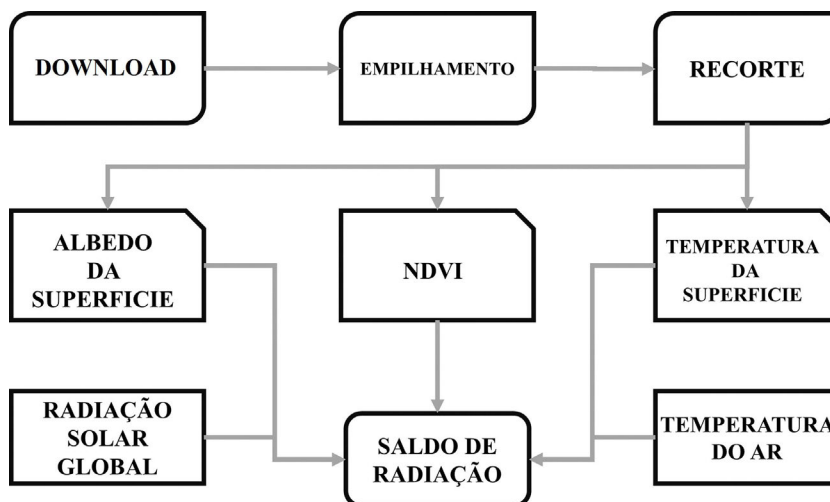 DOWNLOAD
EMPILHAMENTO
RECORTE
ALBEDO
DA
SUPERFICIE
NDVI
TEMPERATURA
DA
SUPERFICIE
RADIAÇÃO
SOLAR
GLOBAL
SALDO DE
RADIAÇÃO
TEMPERATURA
DO AR